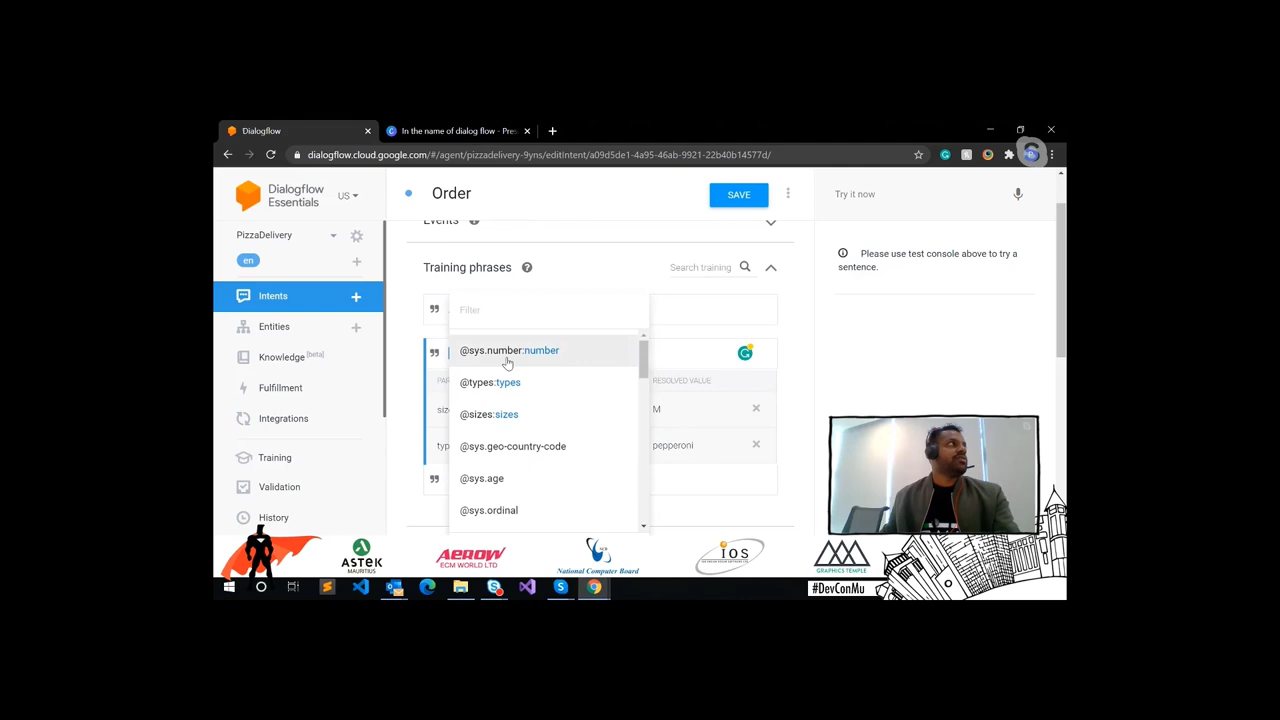 Dialogflow
In the name of dialog flow - Pres
dialogflow.cloud.google.com/#/agent/pizzadelivery-9yns/editIntent/a09d5de1-4a95-46ab-9921-22b40b14577d/
Dialogflow
Essentials
US
Order
SAVE
Try it now
PizzaDelivery
en
Events
Please use test console above to try a
sentence.
Training phrases
Search training
Intents
Entities
Knowledge [beta]
Fulfillment
Integrations
Training
Validation
History
Filter
@sys.number:number
@types:types
@sizes:sizes
@sys.geo-country-code
@sys.age
@sys.ordinal
PAR
RESOLVED VALUE
size
M
type
pepperoni
ASTEK
MAURITIUS
AEROW
ECM WORLD LTD
National Computer Board
IOS
GRAPHICS TEMPLE
#DevConMu